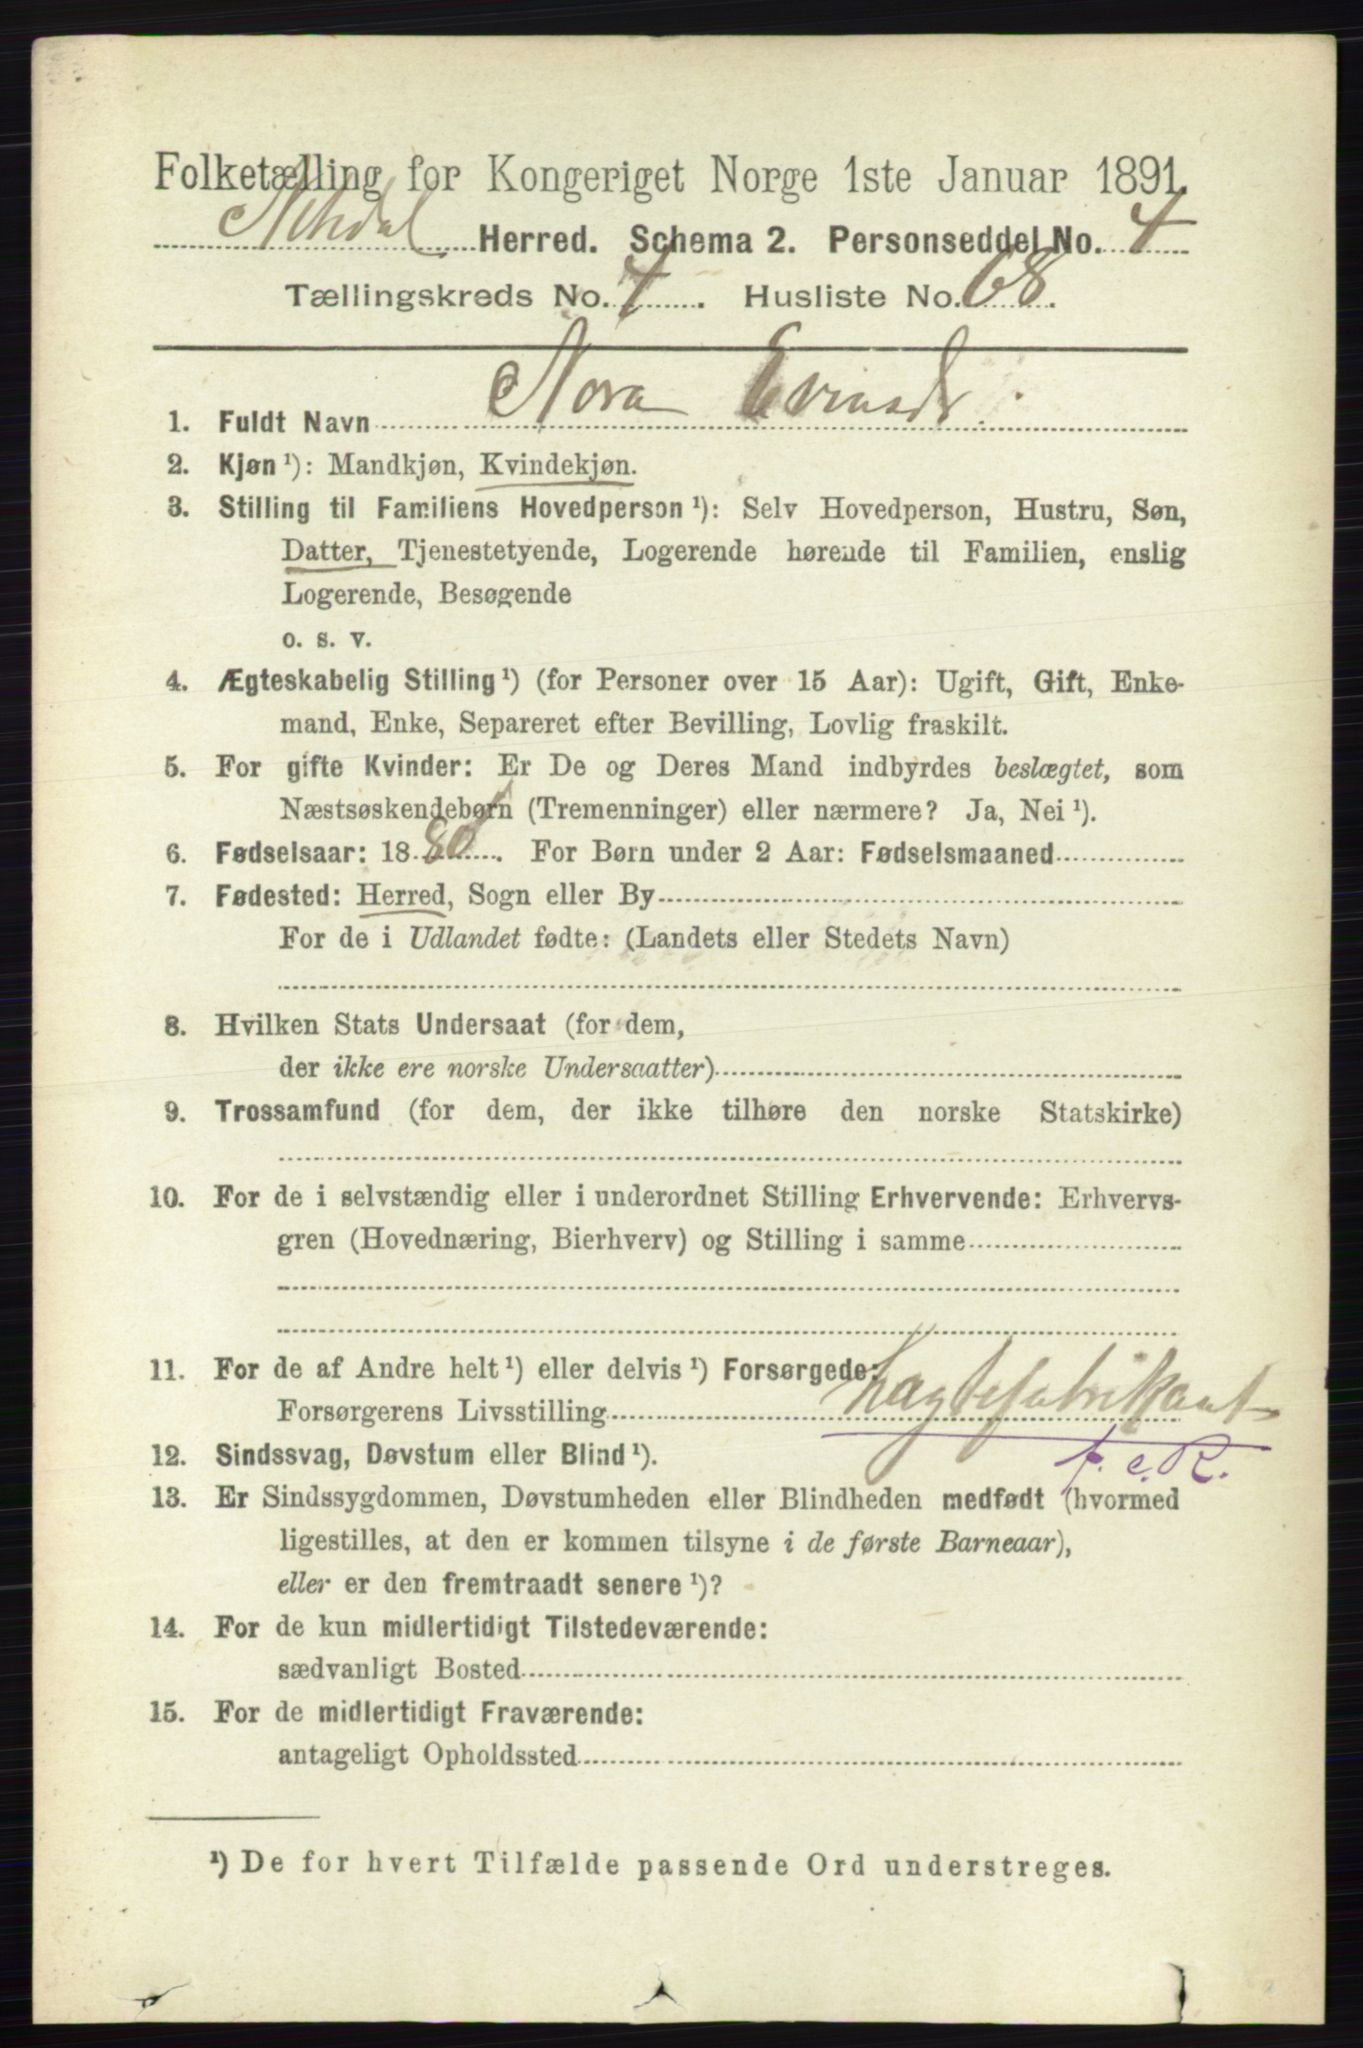 Folketælling for Kongeriget Norge 1ste Januar 1891.
Nitedal Herred. Schema 2. Personseddel No. 4
Tællingskreds No. 4. Husliste No. 68.
1. Fuldt Navn Nora
2. Kjøn ¹): Mandkjøn, Kvindekjøn.
3. Stilling til Familiens Hovedperson ¹): Selv Hovedperson, Hustru, Søn,
Datter, Tjenestetyende, Logerende hørende til Familien, enslig
Logerende, Besøgende
o. s. v.
4. Ægteskabelig Stilling ¹) (for Personer over 15 Aar): Ugift, Gift, Enke-
mand, Enke, Separeret efter Bevilling, Lovlig fraskilt.
5. For gifte Kvinder: Er De og Deres Mand indbyrdes beslægtet, som
Næstsøskendebørn (Tremenninger) eller nærmere? Ja, Nei ¹).
6. Fødselsaar: 18 . For Børn under 2 Aar: Fødselsmaaned
7. Fødested: Herred, Sogn eller By
For de i Udlandet fødte: (Landets eller Stedets Navn)
8. Hvilken Stats Undersaat (for dem,
der ikke ere norske Undersaatter)
9. Trossamfund (for dem, der ikke tilhøre den norske Statskirke)
10. For de i selvstændig eller i underordnet Stilling Erhvervende: Erhvervs-
gren (Hovednæring, Bierhverv) og Stilling i samme
11. For de af Andre helt ¹) eller delvis ¹) Forsørgede:
Forsørgerens Livsstilling
12. Sindssvag, Døvstum eller Blind ¹).
13. Er Sindssygdommen, Døvstumheden eller Blindheden medfødt (hvormed
ligestilles, at den er kommen tilsyne i de første Barneaar),
eller er den fremtraadt senere ¹)?
14. For de kun midlertidigt Tilstedeværende:
sædvanligt Bosted
15. For de midlertidigt Fraværende:
antageligt Opholdssted
¹) De for hvert Tilfælde passende Ord understreges.